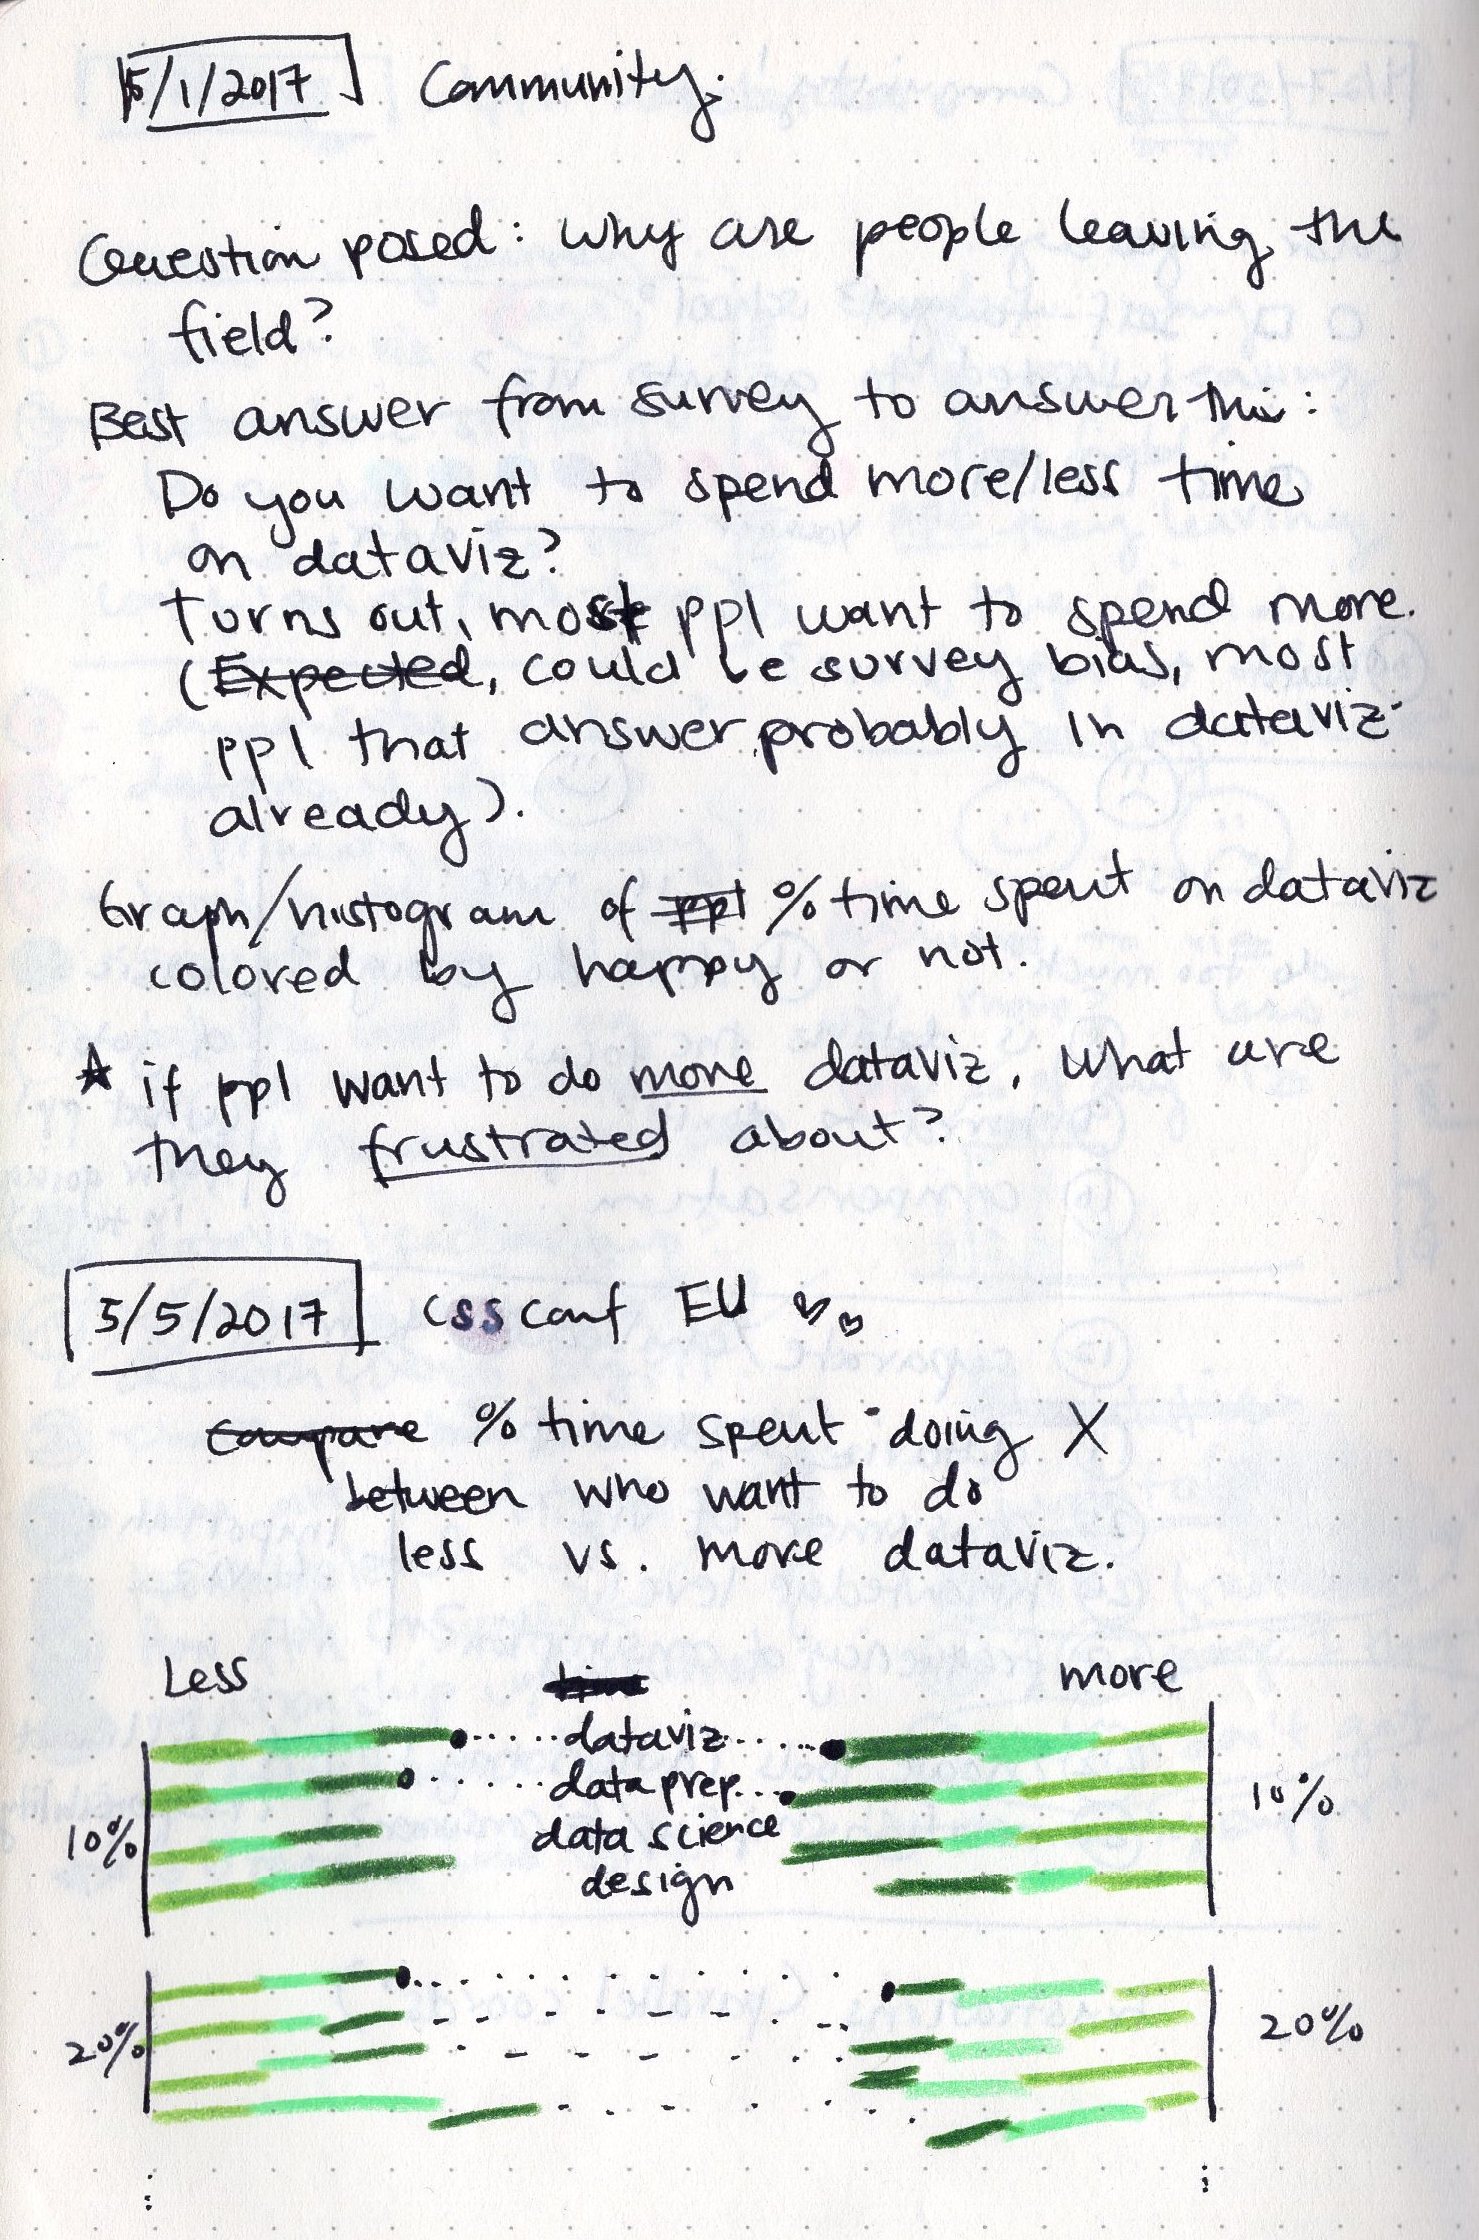 5/1/2017 Community:
Question posed: why are people leaving the
field?
Best answer from survey to answer this:
Do you want to spend more/less time
on dataviz?
Turns out, most ppl want to spend more.
(Expected, could be survey bias, most
ppl that answer probably in dataviz
already).
Graph/histogram of ppl % time spent on dataviz
colored by happy or not.
★ if ppl want to do more dataviz, what are
they frustrated about?
5/5/2017 CSSconf EU ♡♡
Compare % time spent doing X
between who want to do
less vs. more dataviz.
Less time more
dataviz
data prep
data science
design
10% 10%
20% 20%